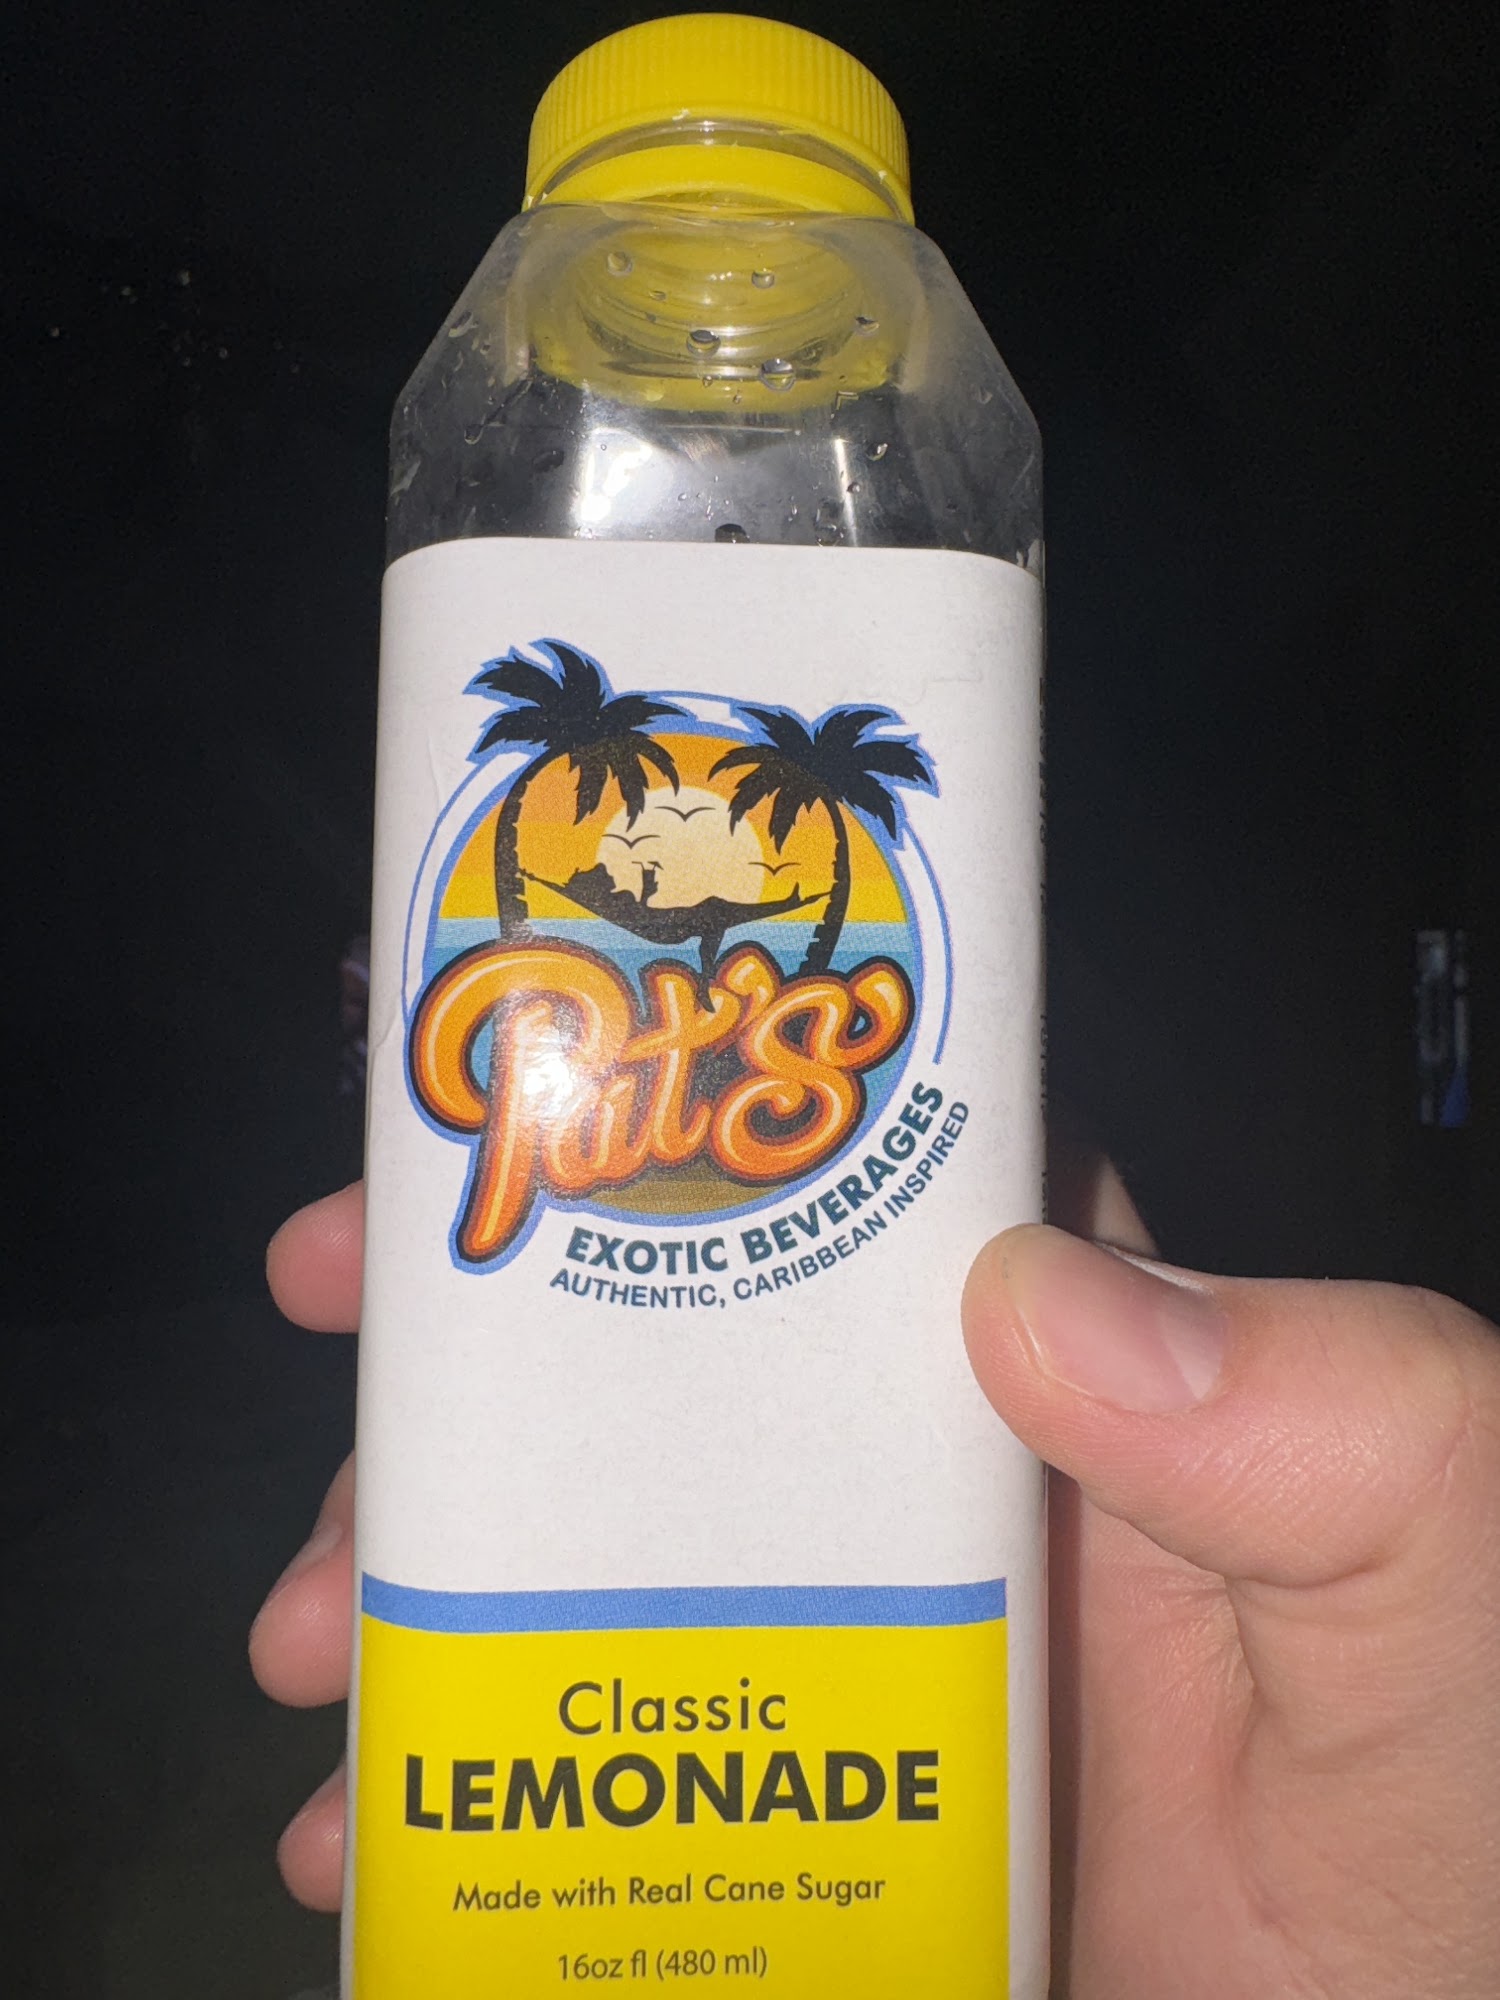 Pat's
EXOTIC BEVERAGES
AUTHENTIC, CARIBBEAN INSPIRED
Classic
LEMONADE
Made with Real Cane Sugar
16oz fl (480 ml)